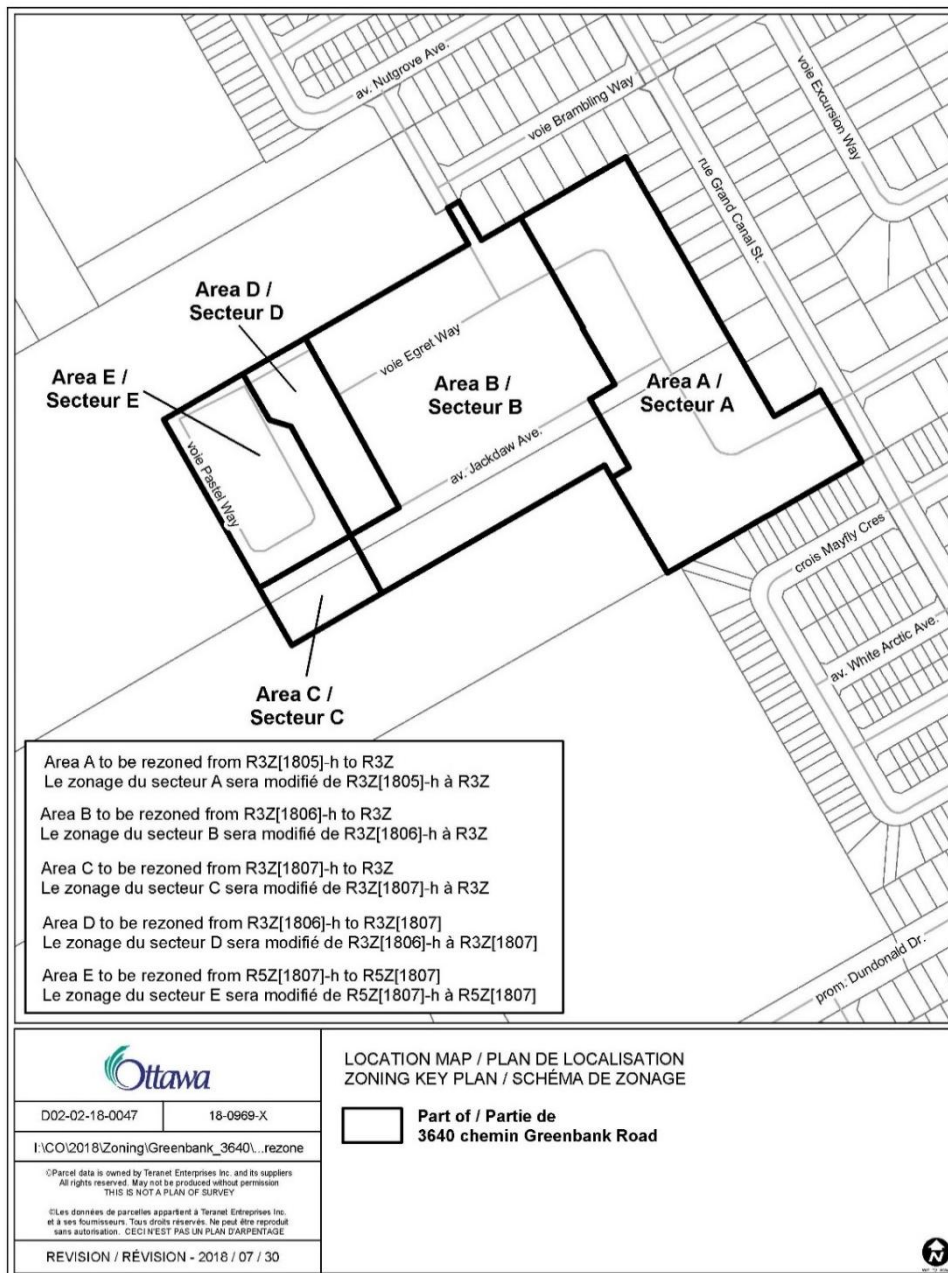 av. Nutgrove Ave.
voie Brambling Way
voie Excursion Way
rue Grand Canal St.
Area D /
Secteur D
Area E /
Secteur E
voie Egret Way
Area B /
Secteur B
Area A /
Secteur A
voie Pastel Way
av. Jackdaw Ave.
crois Mayfly Cres
av. White Arctic Ave.
Area C /
Secteur C
prom. Dundonald Dr.
Area A to be rezoned from R3Z[1805]-h to R3Z
Le zonage du secteur A sera modifié de R3Z[1805]-h à R3Z
Area B to be rezoned from R3Z[1806]-h to R3Z
Le zonage du secteur B sera modifié de R3Z[1806]-h à R3Z
Area C to be rezoned from R3Z[1807]-h to R3Z
Le zonage du secteur C sera modifié de R3Z[1807]-h à R3Z
Area D to be rezoned from R3Z[1806]-h to R3Z[1807]
Le zonage du secteur D sera modifié de R3Z[1806]-h à R3Z[1807]
Area E to be rezoned from R5Z[1807]-h to R5Z[1807]
Le zonage du secteur E sera modifié de R5Z[1807]-h à R5Z[1807]
Ottawa
D02-02-18-0047 18-0969-X
I:\CO\2018\Zoning\Greenbank_3640\...rezone
©Parcel data is owned by Teranet Enterprises Inc. and its suppliers
All rights reserved. May not be produced without permission
THIS IS NOT A PLAN OF SURVEY
©Les données de parcelles appartient à Teranet Entreprises Inc.
et à ses fournisseurs. Tous droits réservés. Ne peut être reproduit
sans autorisation. CECI N'EST PAS UN PLAN D'ARPENTAGE
REVISION / RÉVISION - 2018 / 07 / 30
LOCATION MAP / PLAN DE LOCALISATION
ZONING KEY PLAN / SCHÉMA DE ZONAGE
Part of / Partie de
3640 chemin Greenbank Road
N